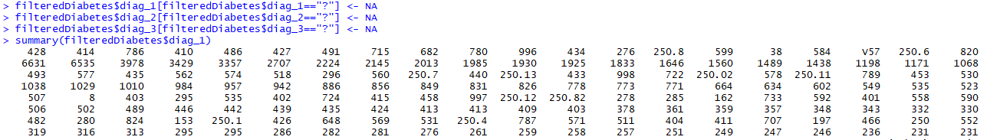 > filteredDiabetes$diag_1[filteredDiabetes$diag_1=="?"] <- NA
> filteredDiabetes$diag_2[filteredDiabetes$diag_2=="?"] <- NA
> filteredDiabetes$diag_3[filteredDiabetes$diag_3=="?"] <- NA
> summary(filteredDiabetes$diag_1)
428 414 786 410 486 427 491 715 682 780 996 434 276 250.8 599 38 584 V57 250.6 820
6631 6535 3978 3429 3357 2707 2224 2145 2013 1985 1930 1925 1833 1646 1560 1489 1438 1198 1171 1068
493 577 435 562 574 518 296 560 250.7 440 250.13 433 998 722 250.02 578 250.11 789 453 530
1038 1029 1010 984 957 942 886 856 849 831 826 778 773 771 664 634 602 549 535 523
507 8 403 295 535 402 724 415 458 997 250.12 250.82 278 285 162 733 592 401 558 590
506 502 489 446 442 439 435 424 413 413 409 403 378 361 359 357 348 343 332 330
482 280 824 153 250.1 426 648 569 531 250.4 787 571 511 404 411 707 197 466 250 552
319 316 313 295 295 286 282 281 276 261 259 258 257 251 249 247 246 236 231 231